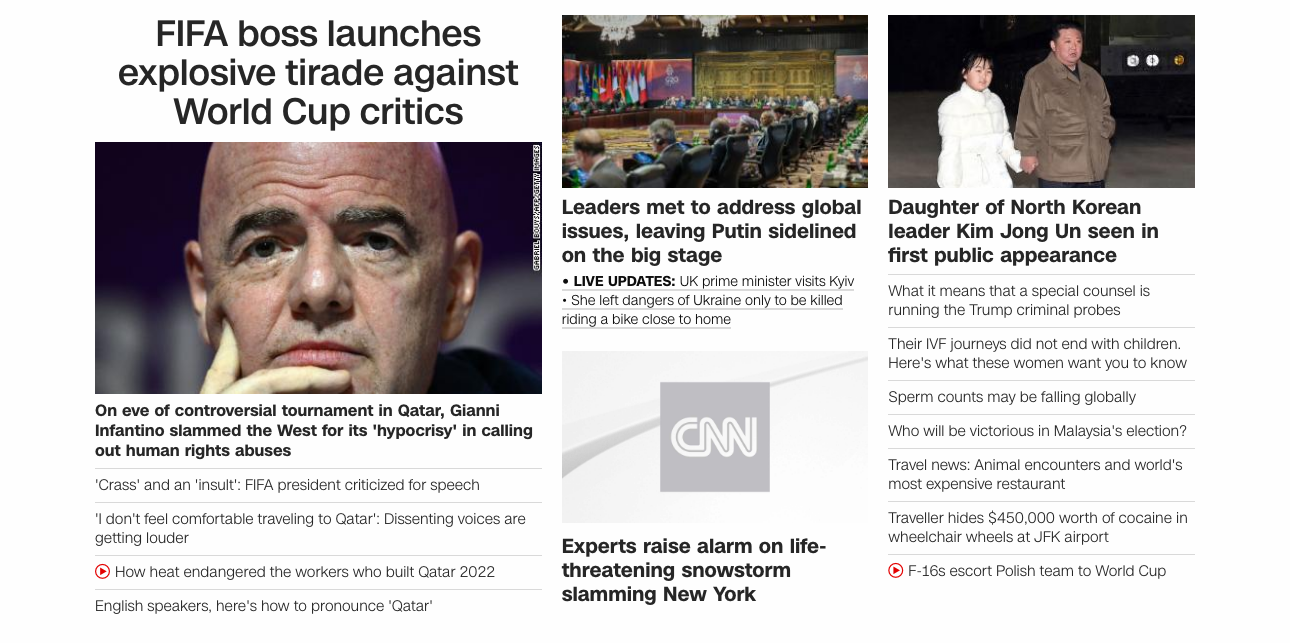 FIFA boss launches
explosive tirade against
World Cup critics
GABRIEL BOUYS/AFP/GETTY IMAGES
On eve of controversial tournament in Qatar, Gianni
Infantino slammed the West for its 'hypocrisy' in calling
out human rights abuses
'Crass' and an 'insult': FIFA president criticized for speech
'I don't feel comfortable traveling to Qatar': Dissenting voices are
getting louder
How heat endangered the workers who built Qatar 2022
English speakers, here's how to pronounce 'Qatar'
Leaders met to address global
issues, leaving Putin sidelined
on the big stage
• LIVE UPDATES: UK prime minister visits Kyiv
• She left dangers of Ukraine only to be killed
riding a bike close to home
CNN
Experts raise alarm on life-
threatening snowstorm
slamming New York
Daughter of North Korean
leader Kim Jong Un seen in
first public appearance
What it means that a special counsel is
running the Trump criminal probes
Their IVF journeys did not end with children.
Here's what these women want you to know
Sperm counts may be falling globally
Who will be victorious in Malaysia's election?
Travel news: Animal encounters and world's
most expensive restaurant
Traveller hides $450,000 worth of cocaine in
wheelchair wheels at JFK airport
F-16s escort Polish team to World Cup